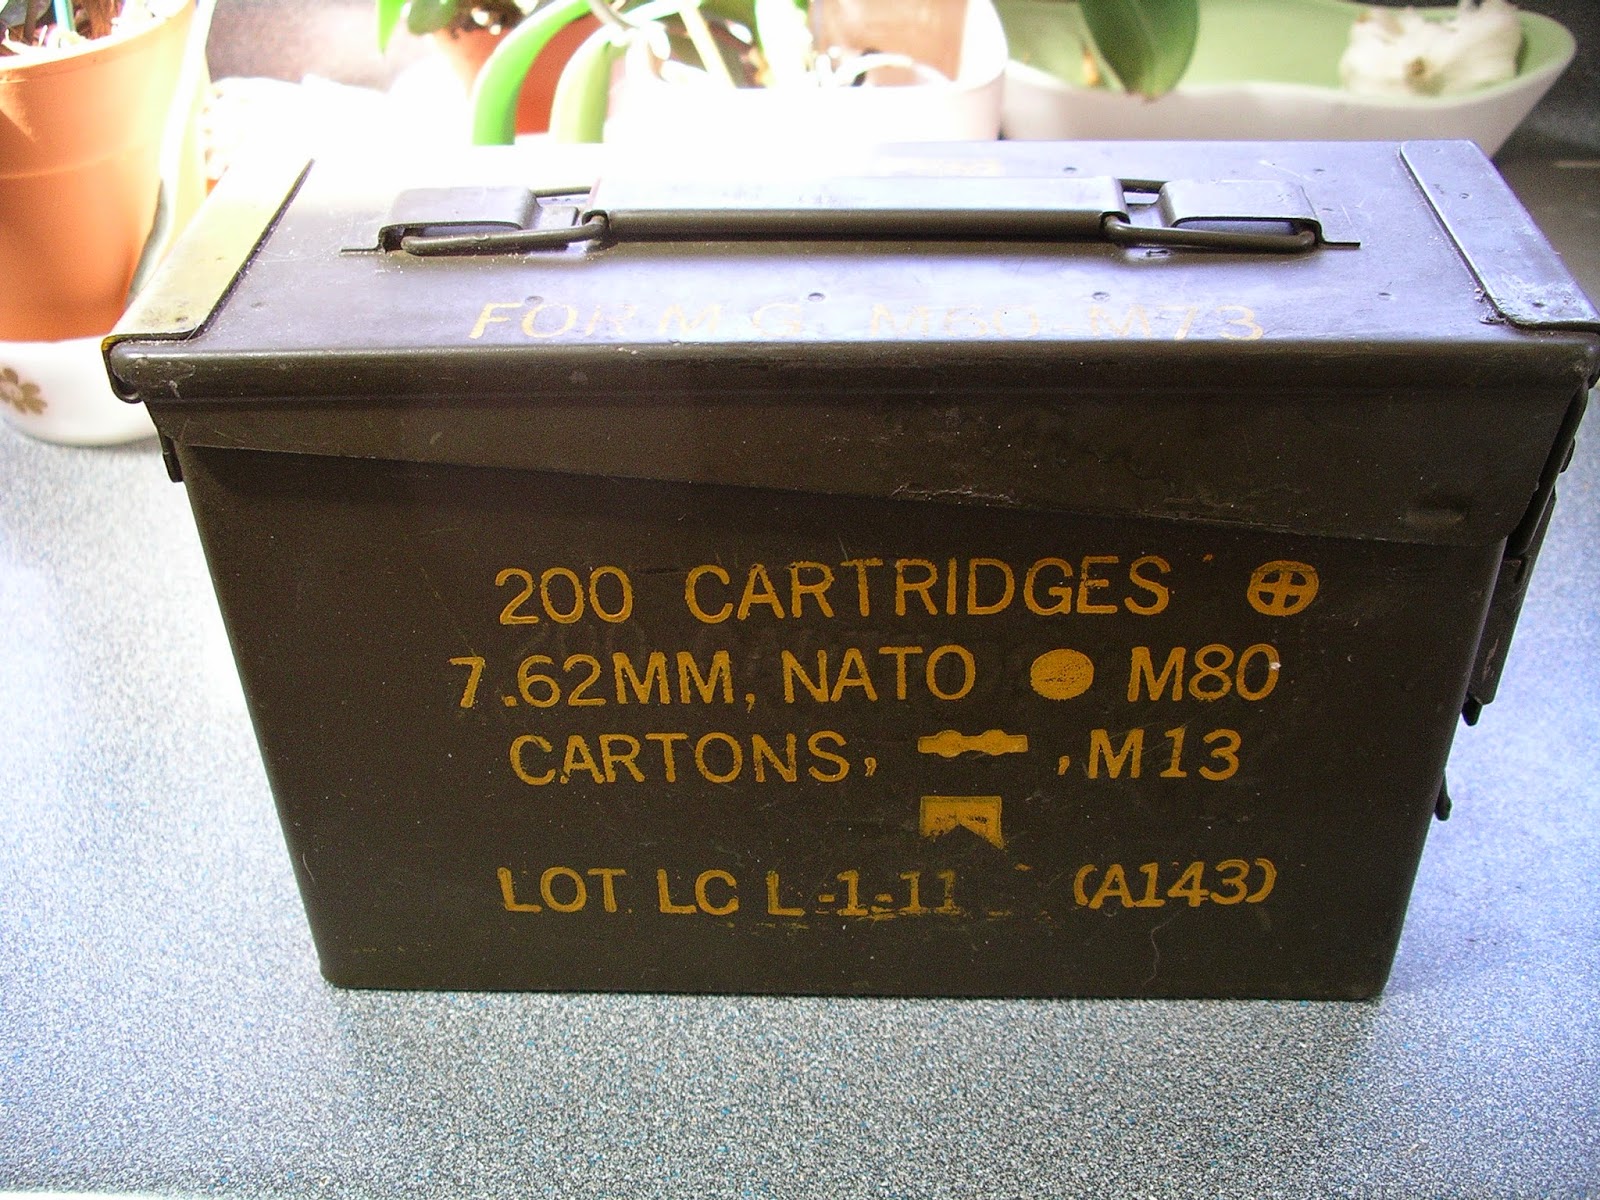 FOR M.G. M60-M73
200 CARTRIDGES
7.62MM, NATO M80
CARTONS, , M13
LOT LC L-1-11 (A143)